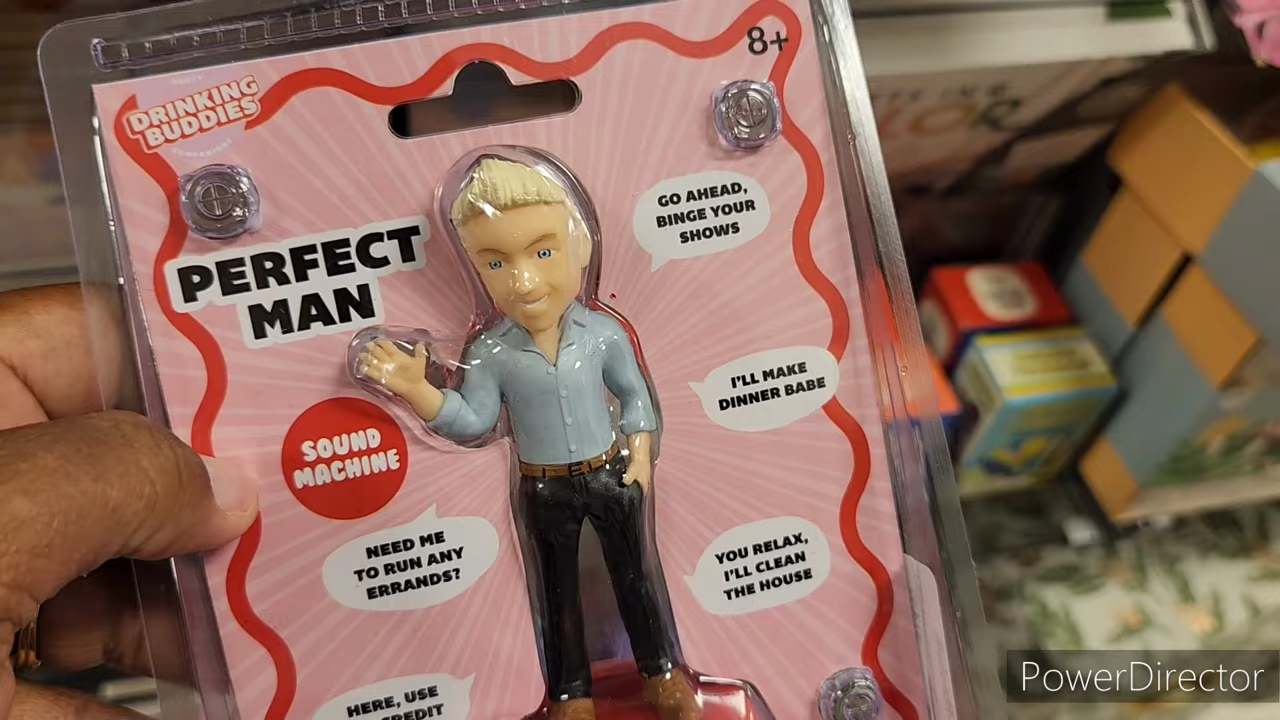 8+
DRINKING
BUDDIES
PERFECT
MAN
GO AHEAD,
BINGE YOUR
SHOWS
I'LL MAKE
DINNER BABE
SOUND
MACHINE
NEED ME
TO RUN ANY
ERRANDS?
YOU RELAX,
I'LL CLEAN
THE HOUSE
HERE, USE
CREDIT
PowerDirector